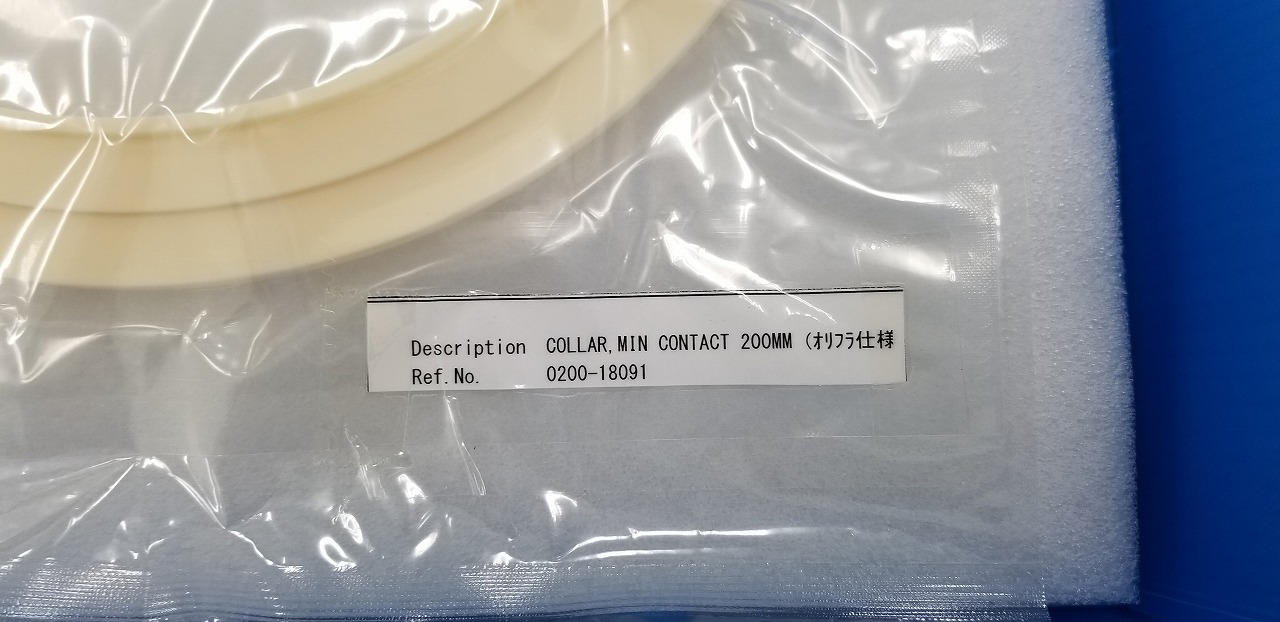 Description COLLAR,MIN CONTACT 200MM (ｵﾘﾌﾗ仕様
Ref.No. 0200-18091